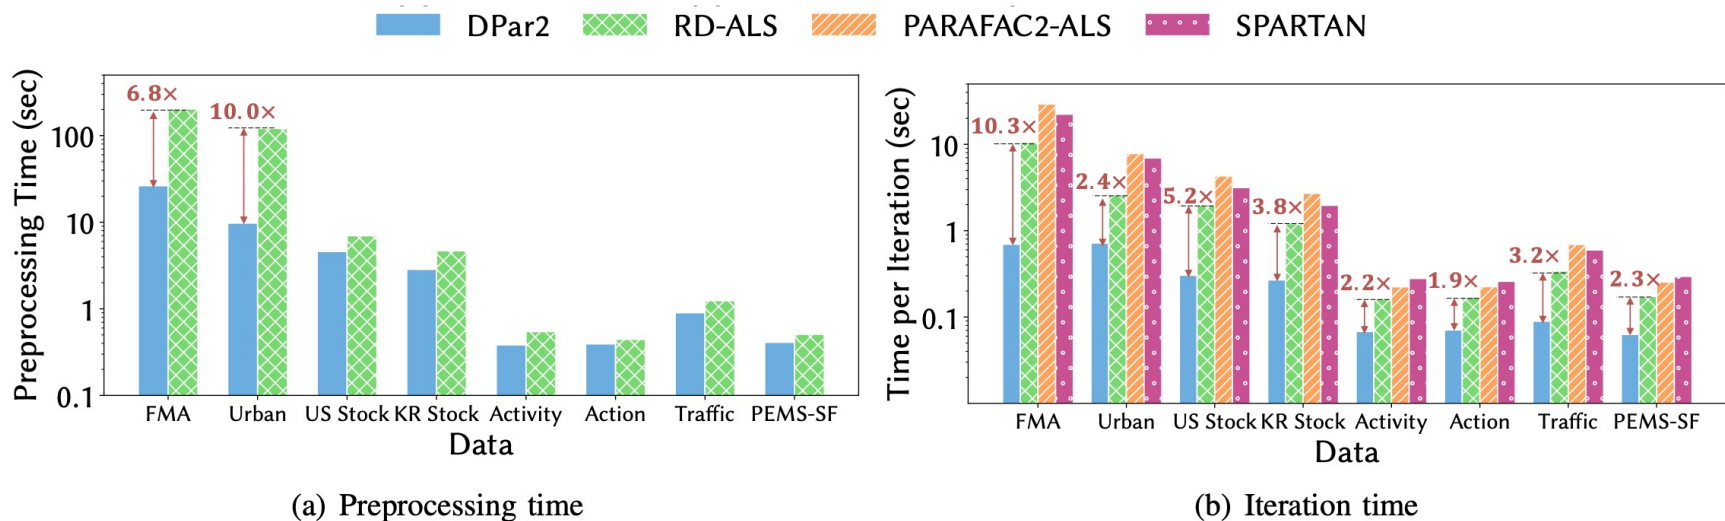 DPar2 RD-ALS PARAFAC2-ALS SPARTAN
Preprocessing Time (sec)
100
10
1
0.1
6.8×
10.0×
FMA Urban US Stock KR Stock Activity Action Traffic PEMS-SF
Data
(a) Preprocessing time
Time per Iteration (sec)
10
1
0.1
10.3×
2.4×
5.2×
3.8×
2.2×
1.9×
3.2×
2.3×
FMA Urban US Stock KR Stock Activity Action Traffic PEMS-SF
Data
(b) Iteration time